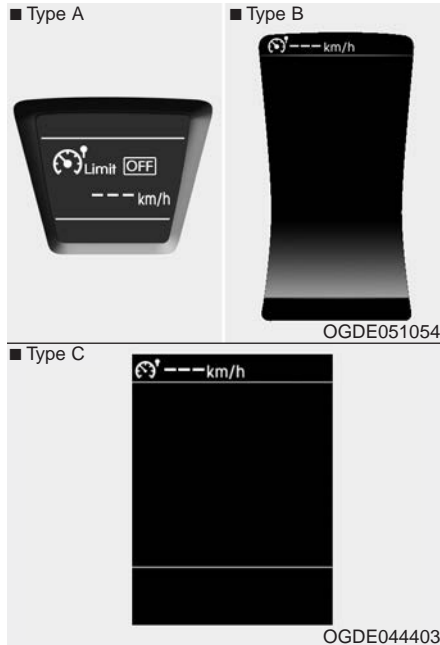 ■ Type A
Limit OFF
--- km/h
■ Type B
--- km/h
OGDE051054
■ Type C
---km/h
OGDE044403